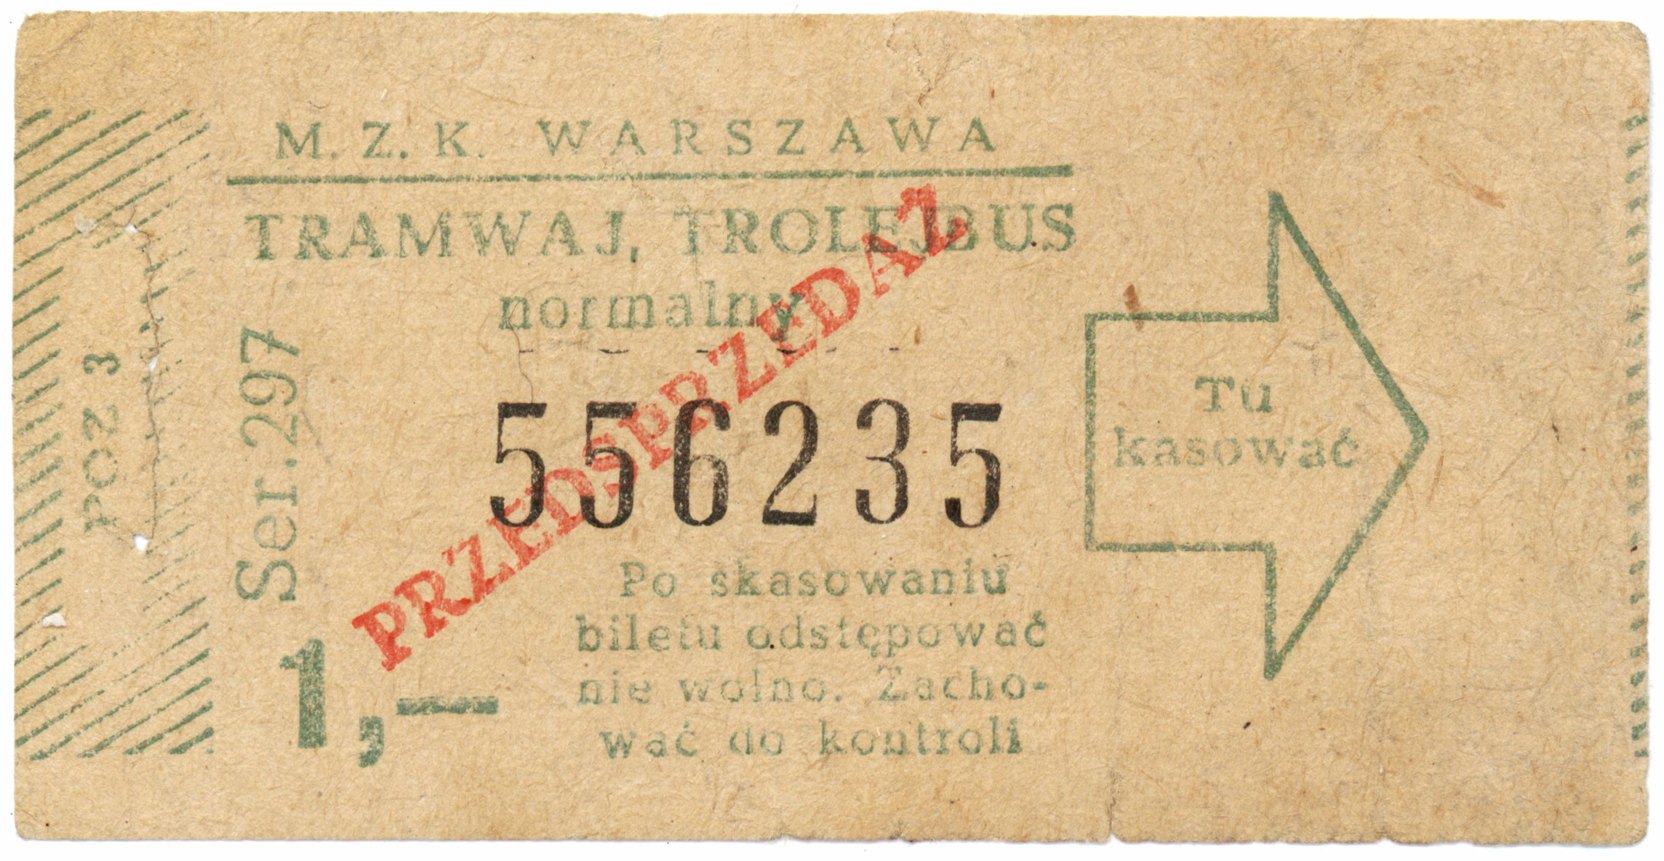 M. Z. K. WARSZAWA
TRAMWAJ, TROLEJBUS
normalny
PRZEDSPRZEDAŻ
POZ 3
Ser. 297
556235
1,—
Po skasowaniu
biletu odstępować
nie wolno. Zacho-
wać do kontroli
Tu
kasować